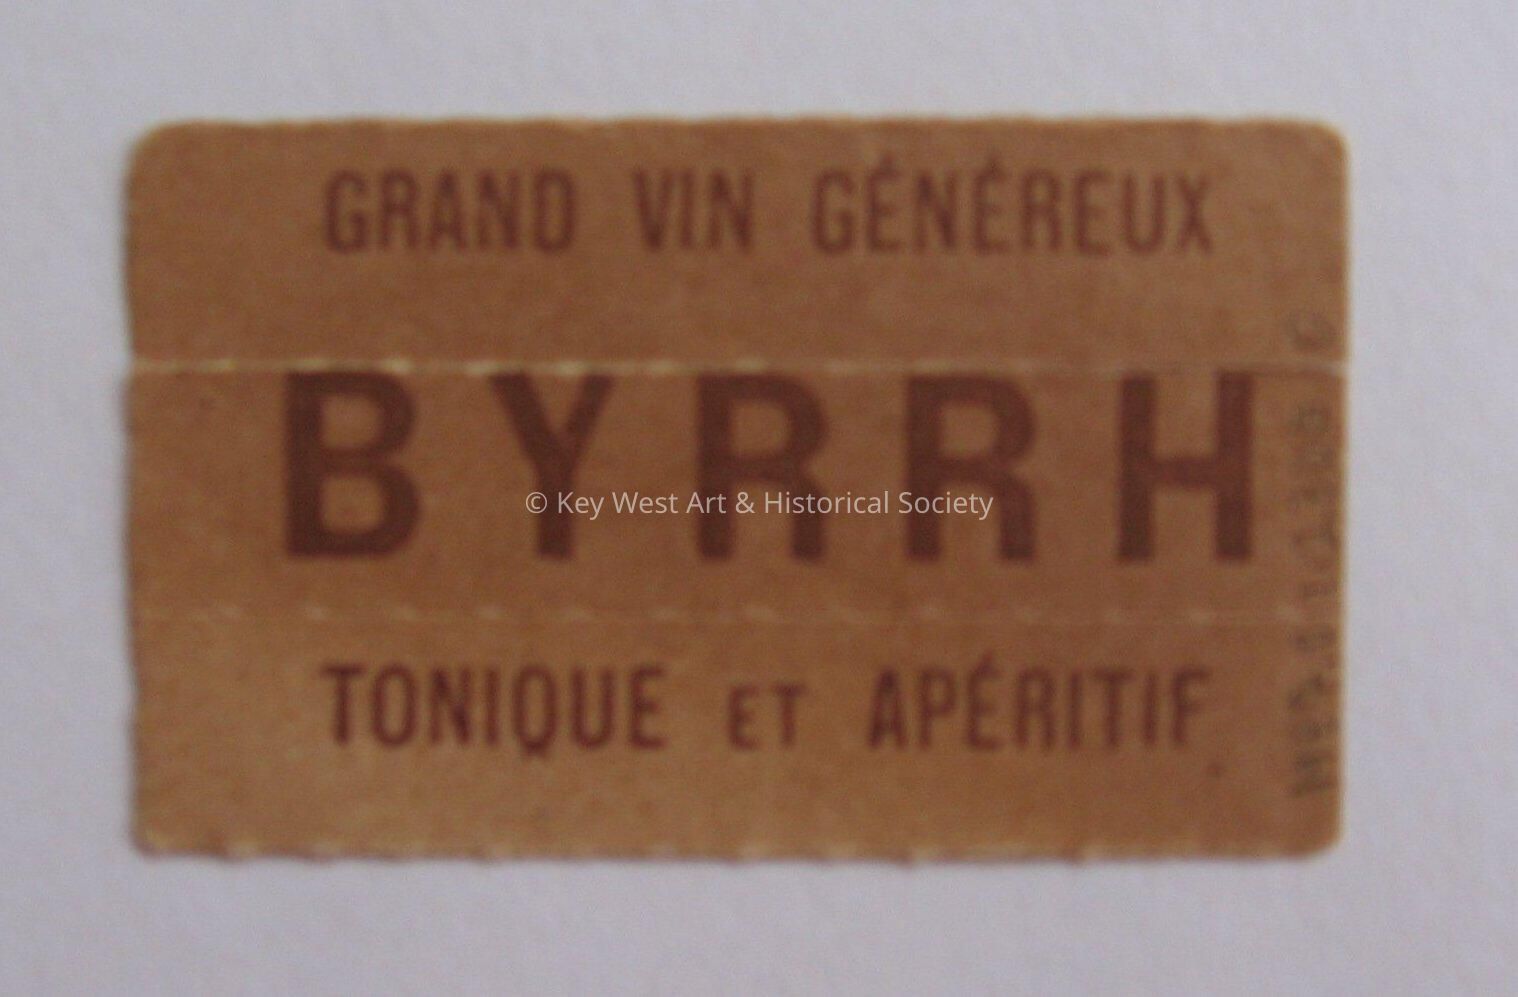 GRAND VIN GÉNÉREUX
BYRRH
© Key West Art & Historical Society
TONIQUE ET APÉRITIF